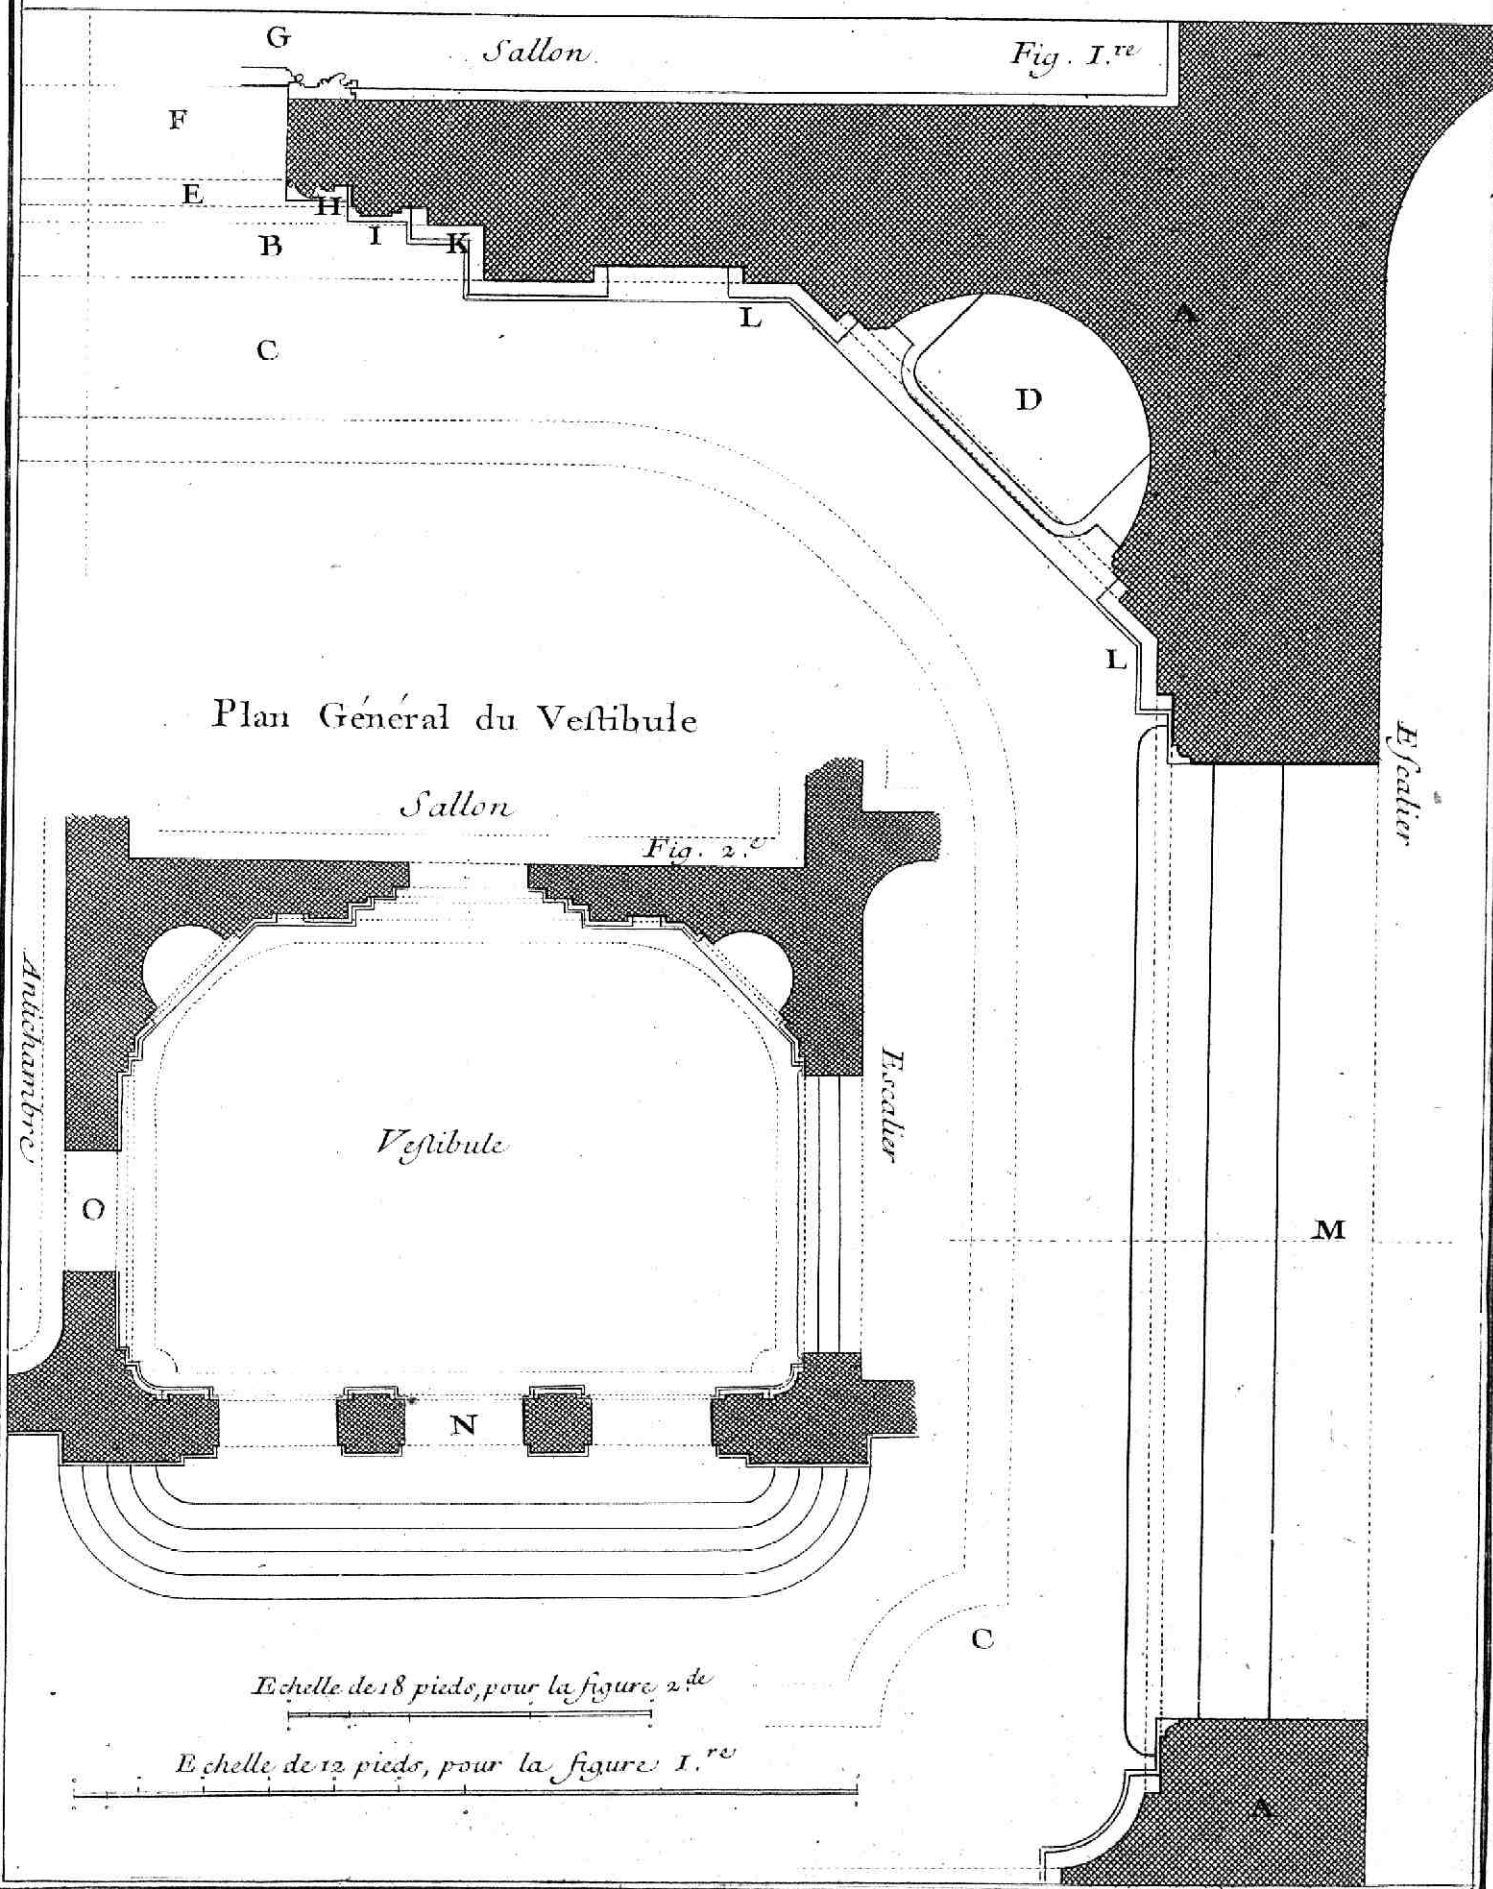 G
Sallon
Fig. I.re
F
E
H
I
K
B
L
A
C
D
L
Plan Général du Veſtibule
Eſcalier
Sallon
Fig. 2.e
Antichambre
Escalier
Veſtibule
O
M
N
C
Echelle de 18 pieds, pour la figure 2.de
Echelle de 12 pieds, pour la figure I.re
A